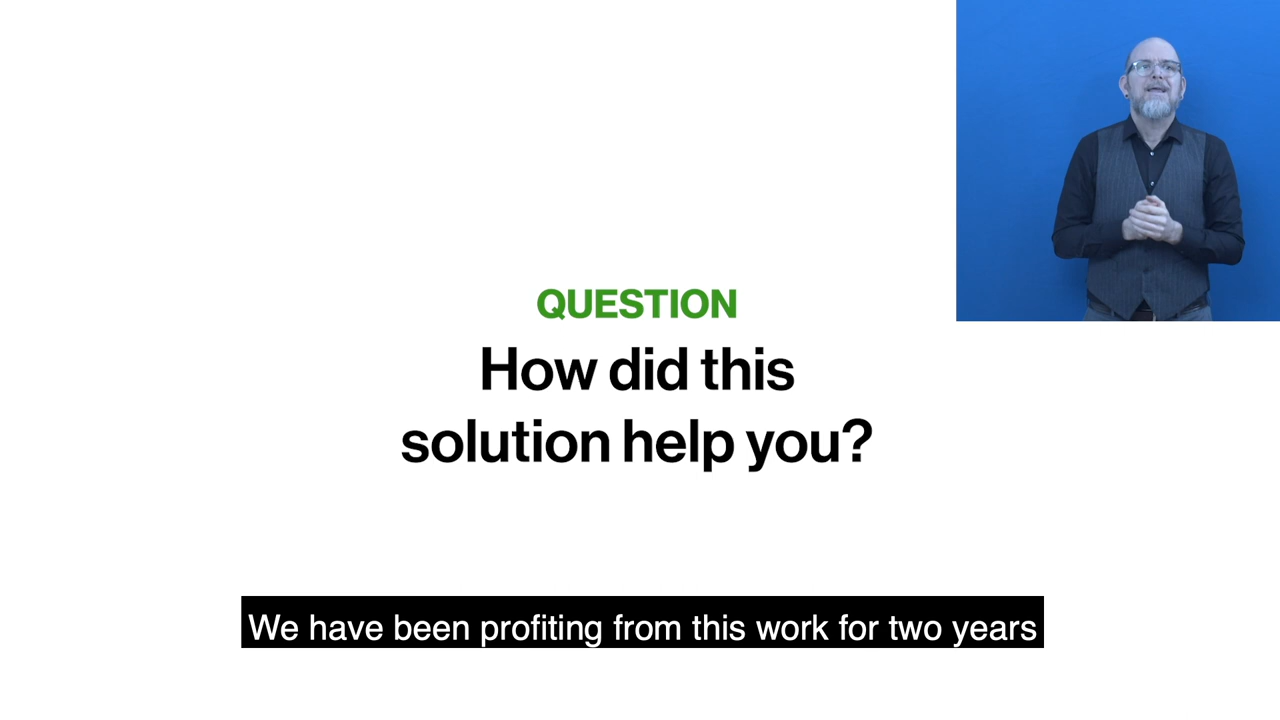 QUESTION
How did this
solution help you?
We have been profiting from this work for two years